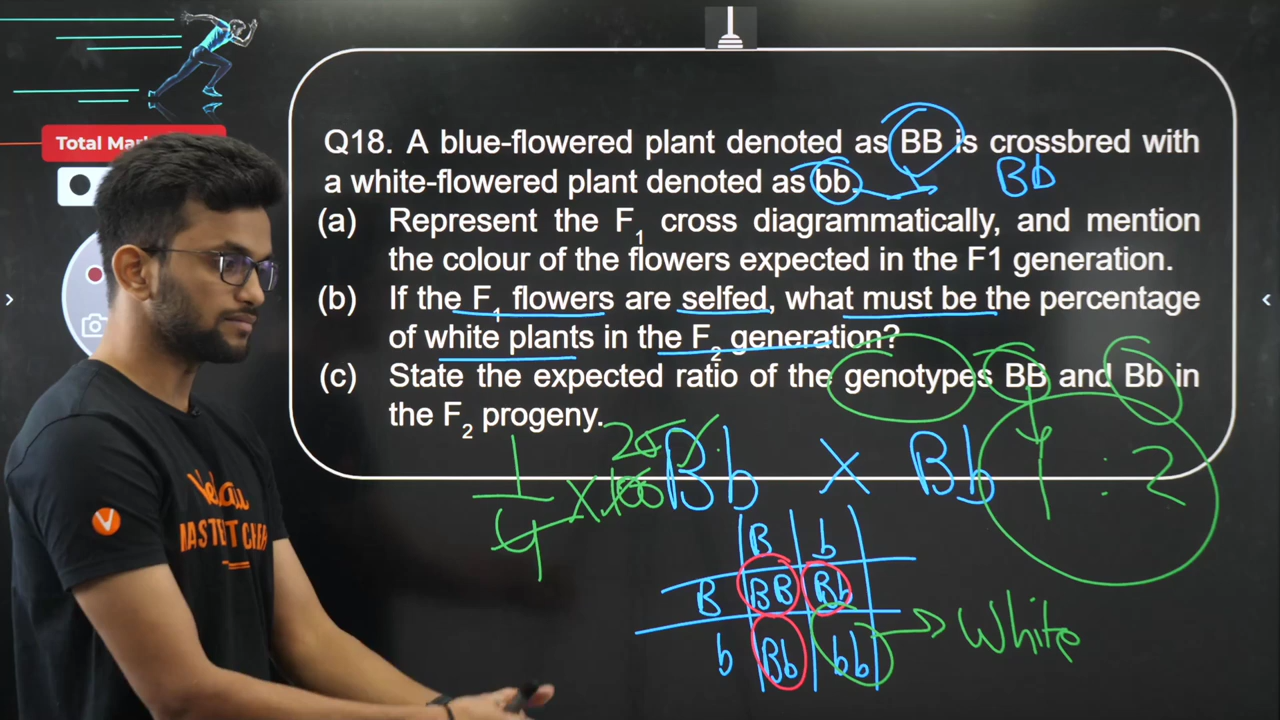 Total Mar
Q18. A blue-flowered plant denoted as BB is crossbred with
a white-flowered plant denoted as bb.
Bb
(a) Represent the F1 cross diagrammatically, and mention
the colour of the flowers expected in the F1 generation.
(b) If the F1 flowers are selfed, what must be the percentage
of white plants in the F2 generation?
(c) State the expected ratio of the genotypes BB and Bb in
the F2 progeny.
1/4 × 100
25
Bb × Bb
1 : 2
B b
B BB Bb
b Bb bb
White
V